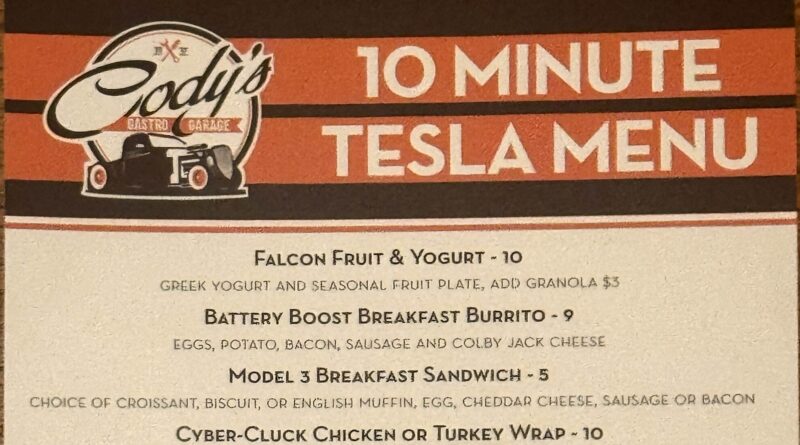 Cody's
GASTRO GARAGE
10 MINUTE
TESLA MENU
FALCON FRUIT & YOGURT - 10
GREEK YOGURT AND SEASONAL FRUIT PLATE, ADD GRANOLA $3
BATTERY BOOST BREAKFAST BURRITO - 9
EGGS, POTATO, BACON, SAUSAGE AND COLBY JACK CHEESE
MODEL 3 BREAKFAST SANDWICH - 5
CHOICE OF CROISSANT, BISCUIT, OR ENGLISH MUFFIN, EGG, CHEDDAR CHEESE, SAUSAGE OR BACON
CYBER-CLUCK CHICKEN OR TURKEY WRAP - 10